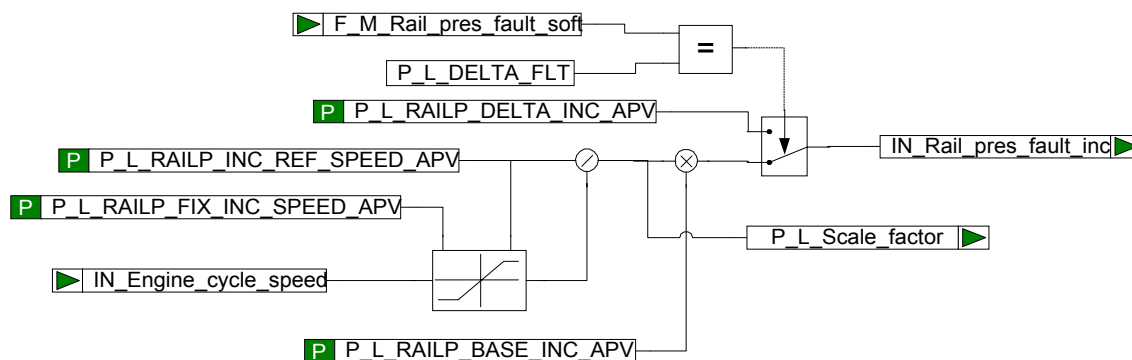 F_M_Rail_pres_fault_soft
=
P_L_DELTA_FLT
P P_L_RAILP_DELTA_INC_APV
IN_Rail_pres_fault_inc
P P_L_RAILP_INC_REF_SPEED_APV
P P_L_RAILP_FIX_INC_SPEED_APV
P_L_Scale_factor
IN_Engine_cycle_speed
P P_L_RAILP_BASE_INC_APV